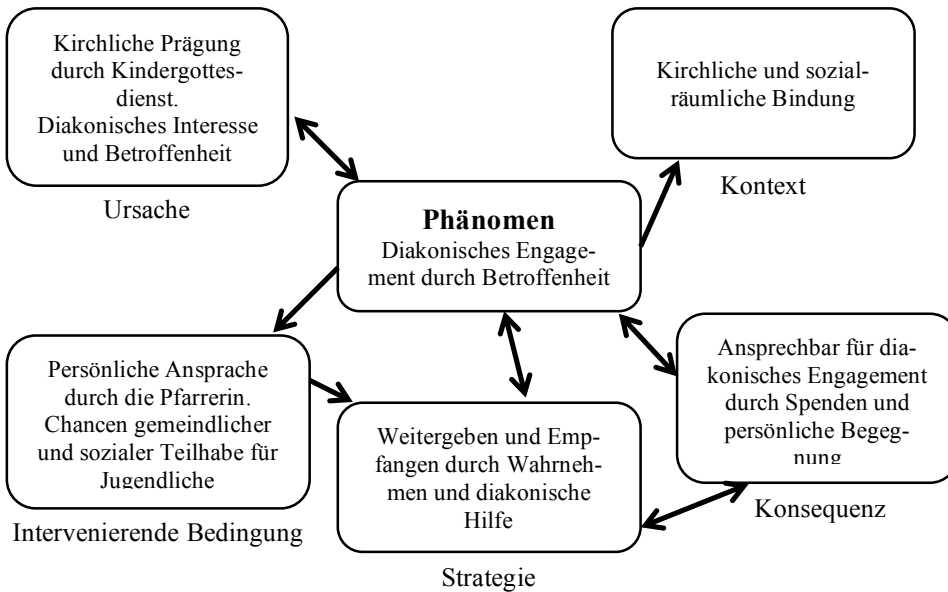 Kirchliche Prägung
durch Kindergottes-
dienst.
Diakonisches Interesse
und Betroffenheit
Ursache
Kirchliche und sozial-
räumliche Bindung
Kontext
Phänomen
Diakonisches Engage-
ment durch Betroffenheit
Persönliche Ansprache
durch die Pfarrerin.
Chancen gemeindlicher
und sozialer Teilhabe für
Jugendliche
Intervenierende Bedingung
Weitergeben und Emp-
fangen durch Wahrneh-
men und diakonische
Hilfe
Strategie
Ansprechbar für dia-
konisches Engagement
durch Spenden und
persönliche Begeg-
nung
Konsequenz